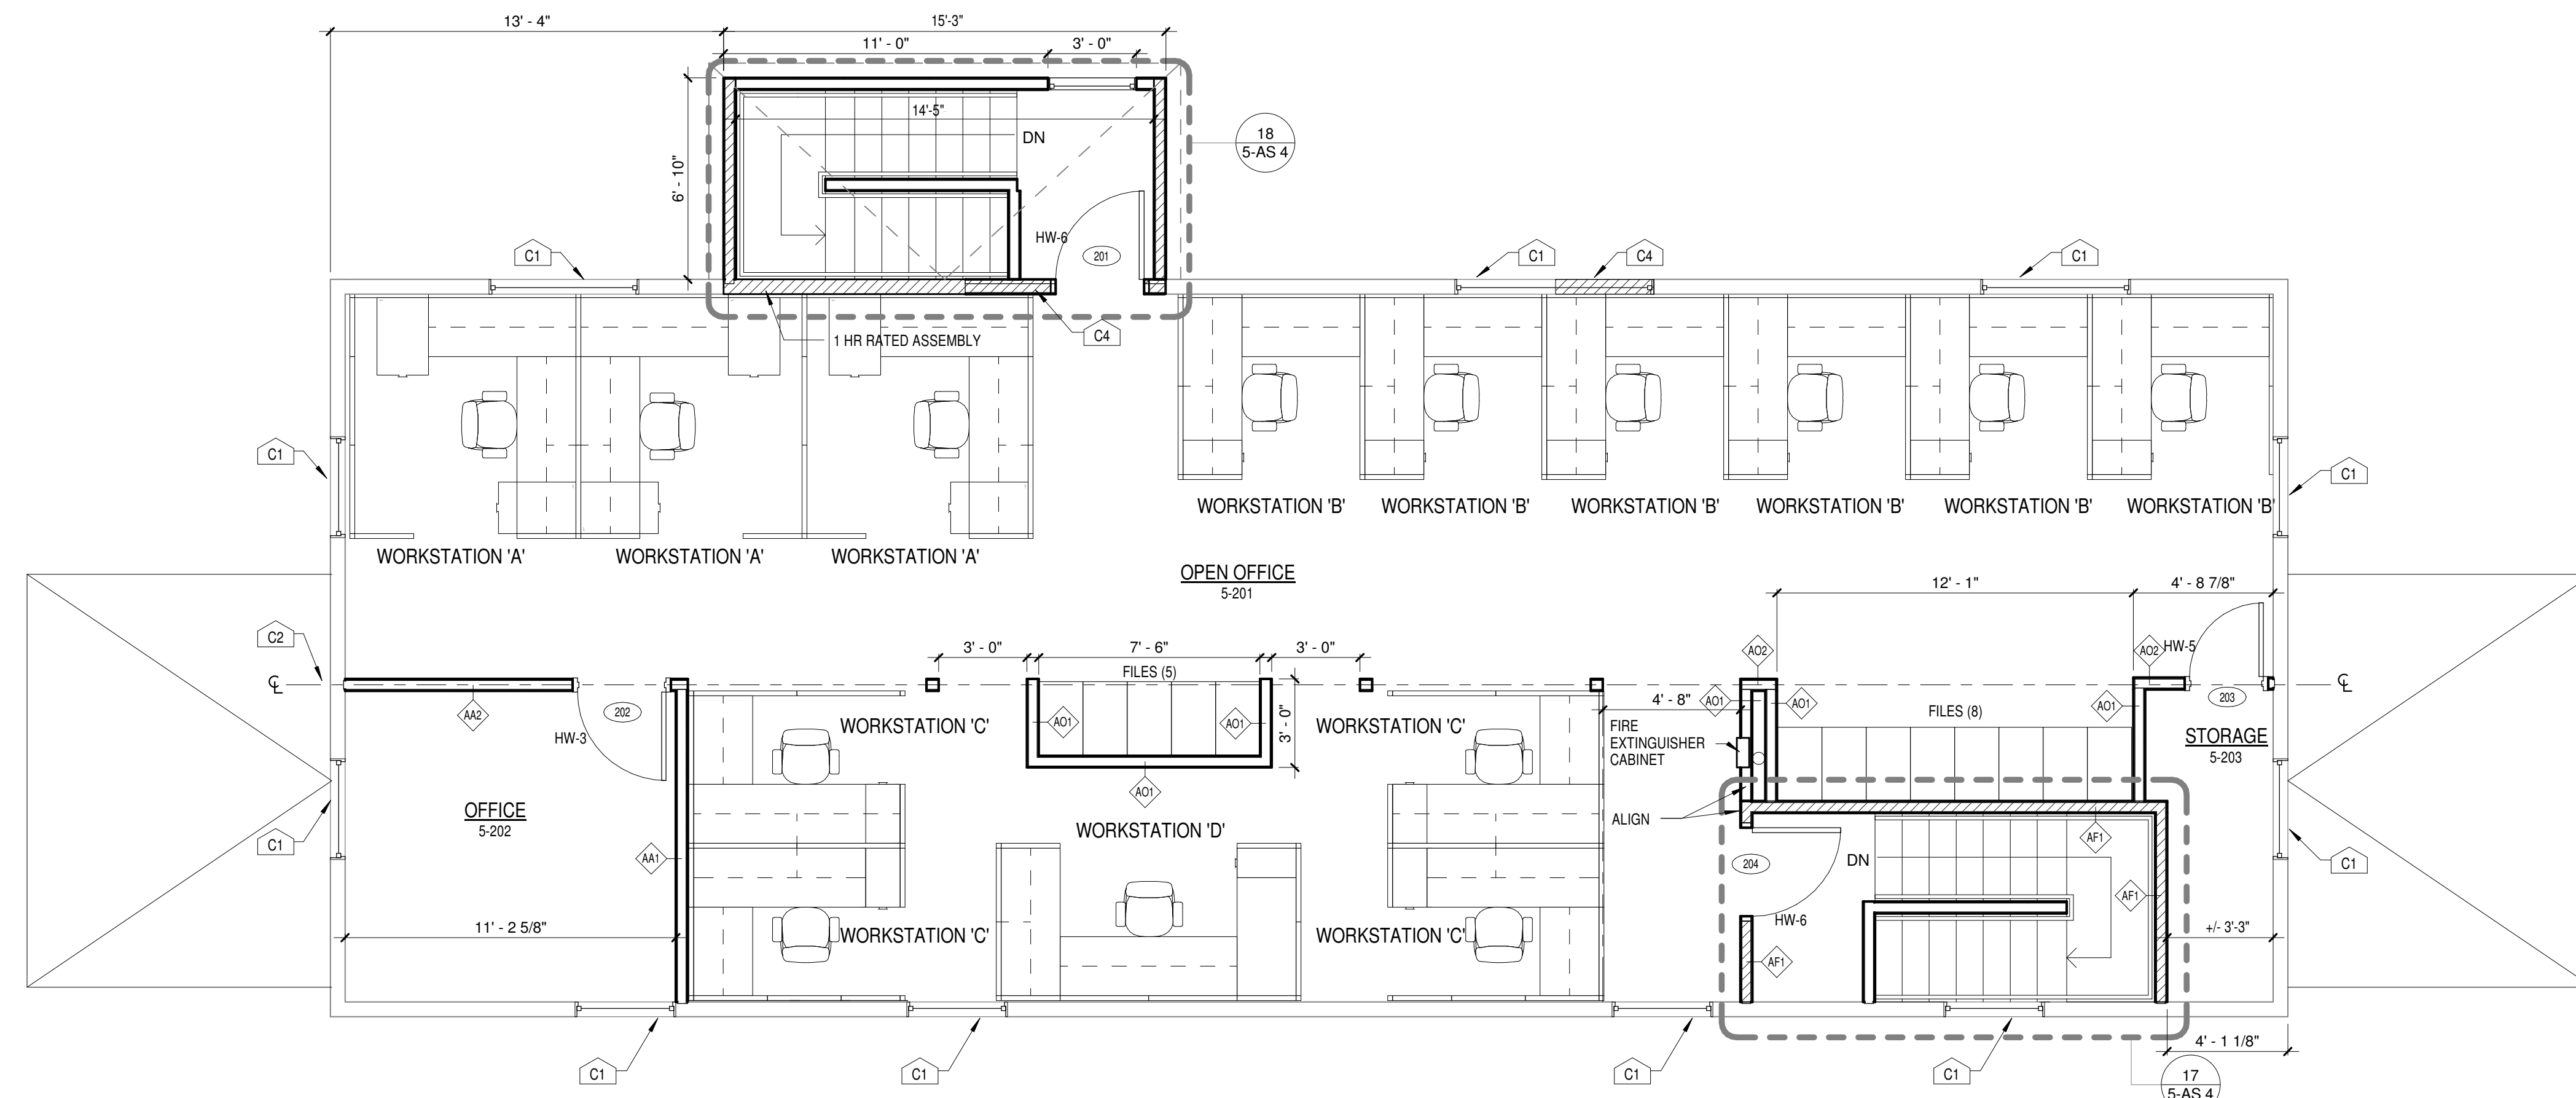 13' - 4"
15'-3"
11' - 0"
3' - 0"
14'-5"
DN
18
5-AS 4
6' - 10"
HW-6
201
C1
C1
C4
C1
1 HR RATED ASSEMBLY
C4
C1
C1
WORKSTATION 'B'
WORKSTATION 'B'
WORKSTATION 'B'
WORKSTATION 'B'
WORKSTATION 'B'
WORKSTATION 'B'
WORKSTATION 'A'
WORKSTATION 'A'
WORKSTATION 'A'
OPEN OFFICE
5-201
12' - 1"
4' - 8 7/8"
C2
3' - 0"
7' - 6"
3' - 0"
AO2
AO2
HW-5
FILES (5)
CL
CL
AA2
202
HW-3
WORKSTATION 'C'
AO1
AO1
3' - 0"
WORKSTATION 'C'
4' - 8"
AO1
AO1
FILES (8)
AO1
203
FIRE
EXTINGUISHER
CABINET
STORAGE
5-203
AO1
OFFICE
5-202
WORKSTATION 'D'
ALIGN
AF1
C1
AA1
204
DN
C1
AF1
HW-6
11' - 2 5/8"
WORKSTATION 'C'
WORKSTATION 'C'
+/- 3'-3"
AF1
4' - 1 1/8"
C1
C1
C1
C1
17
5-AS 4